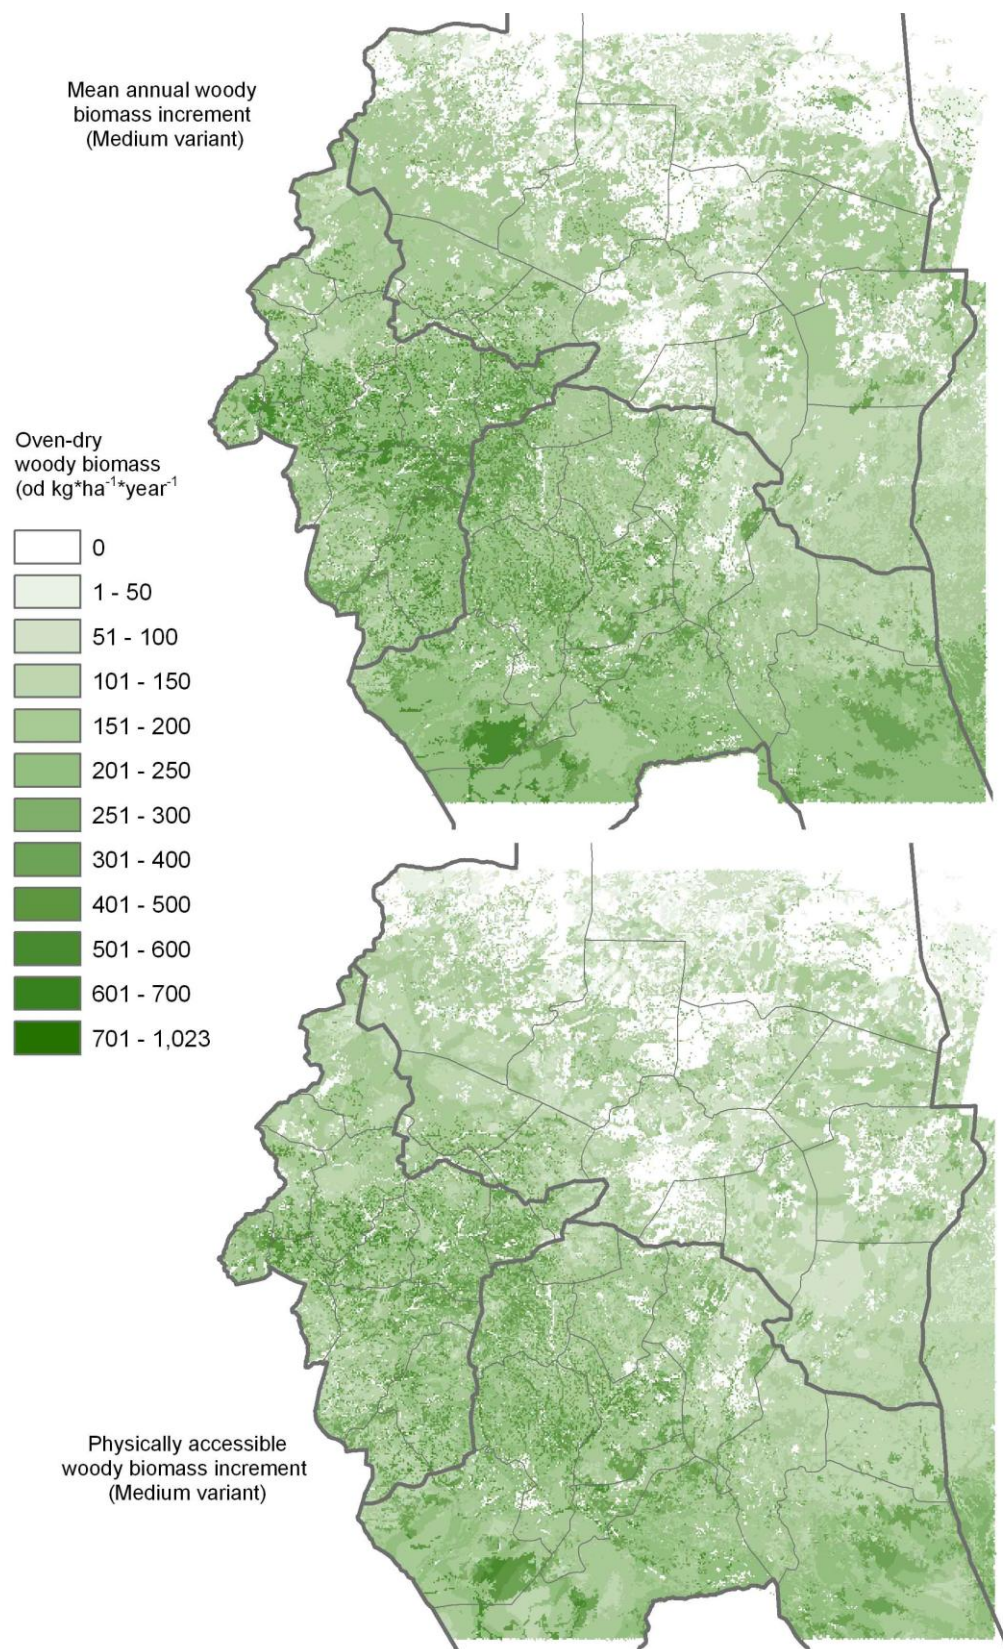 Mean annual woody
biomass increment
(Medium variant)
Oven-dry
woody biomass
(od kg*ha⁻¹*year⁻¹
0
1 - 50
51 - 100
101 - 150
151 - 200
201 - 250
251 - 300
301 - 400
401 - 500
501 - 600
601 - 700
701 - 1,023
Physically accessible
woody biomass increment
(Medium variant)